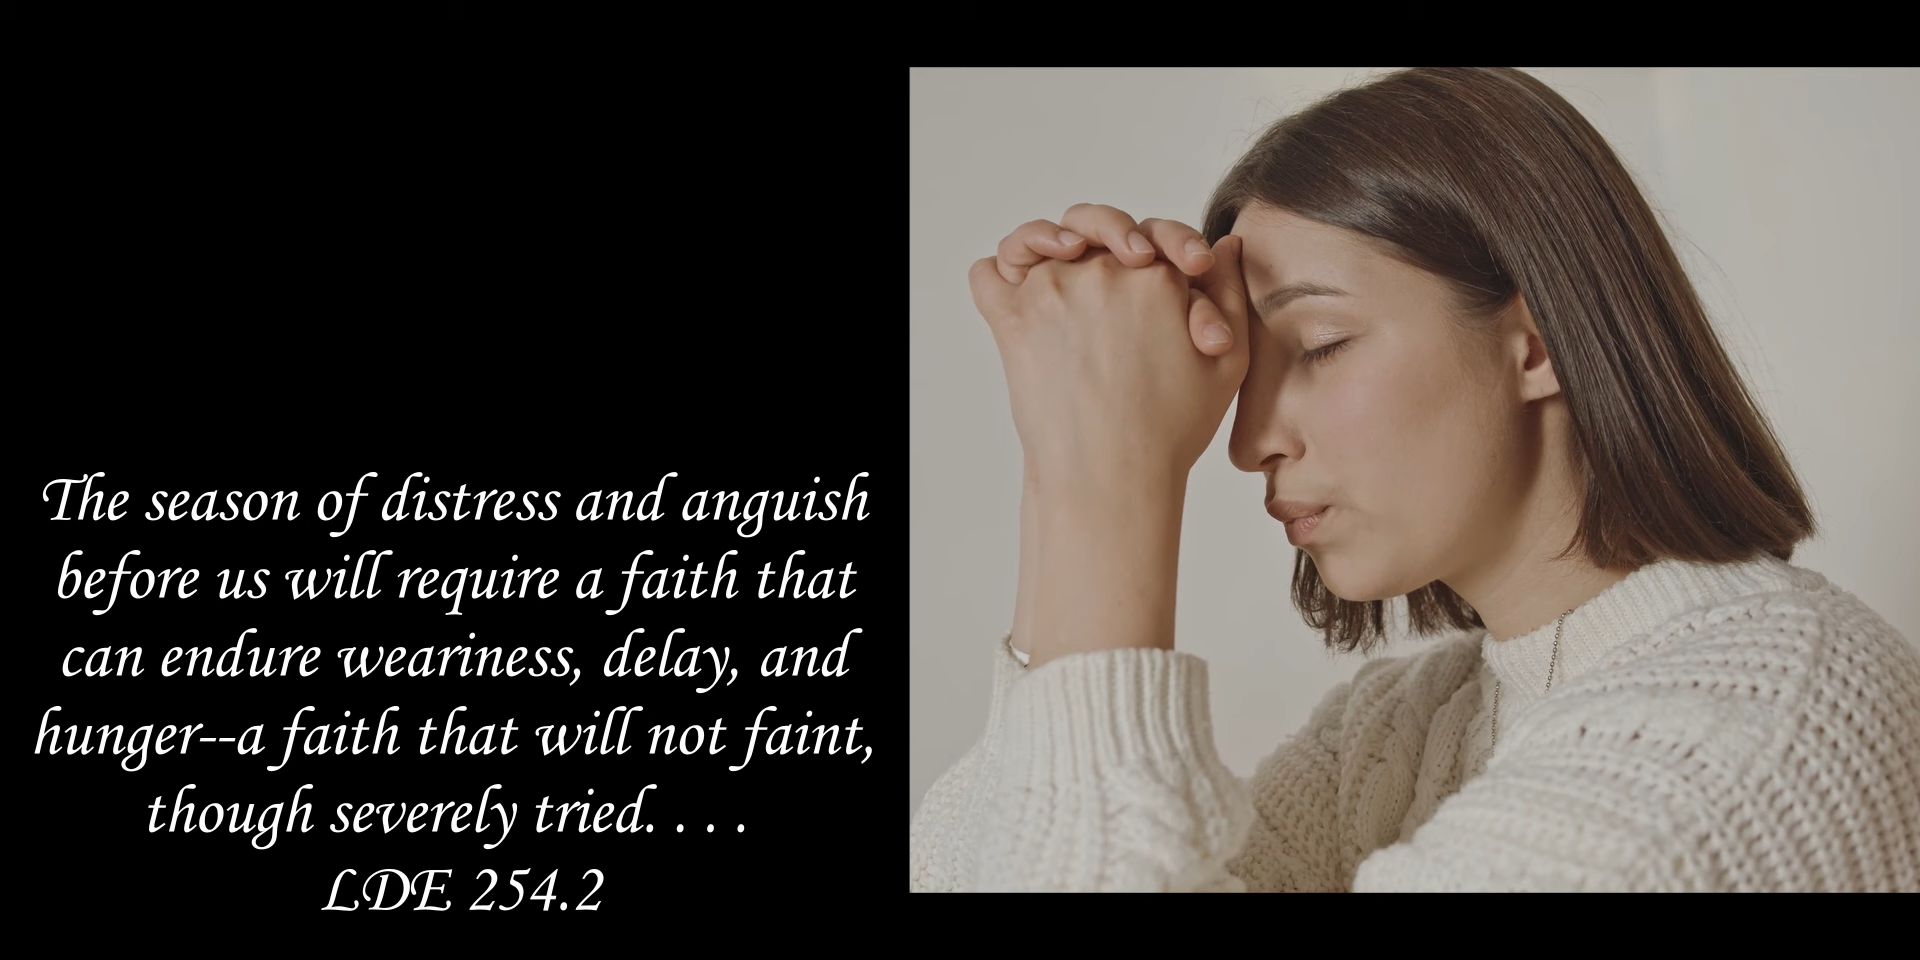 The season of distress and anguish
before us will require a faith that
can endure weariness, delay, and
hunger--a faith that will not faint,
though severely tried. . . .
LDE 254.2